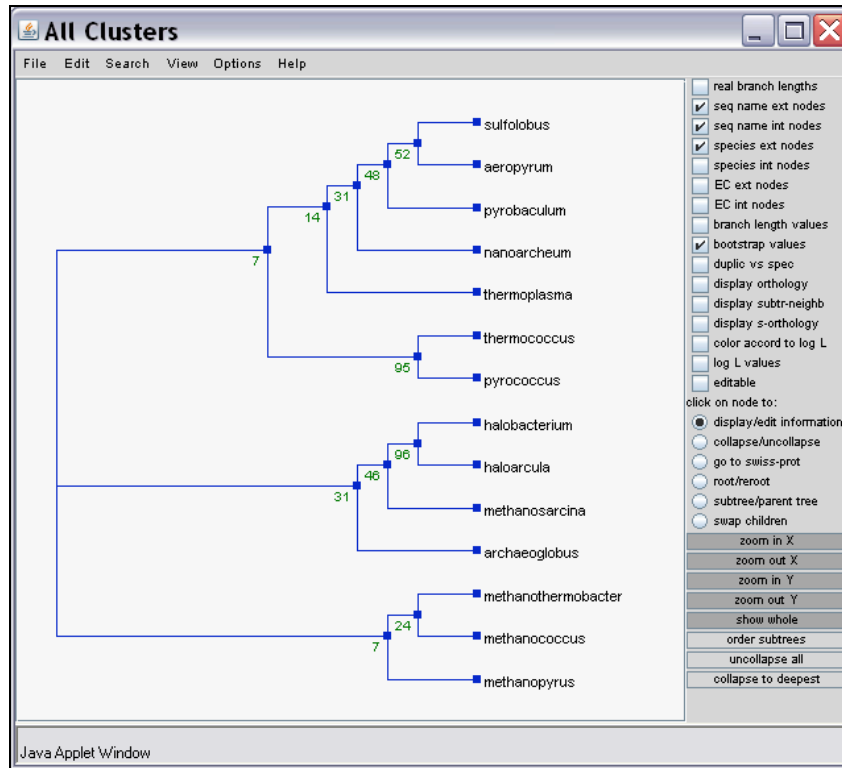 All Clusters
File Edit Search View Options Help
sulfolobus
52
aeropyrum
48
31
pyrobaculum
14
nanoarcheum
7
thermoplasma
thermococcus
95
pyrococcus
halobacterium
96
haloarcula
46
31
methanosarcina
archaeoglobus
methanothermobacter
24
methanococcus
7
methanopyrus
real branch lengths
seq name ext nodes
seq name int nodes
species ext nodes
species int nodes
EC ext nodes
EC int nodes
branch length values
bootstrap values
duplic vs spec
display orthology
display subtr-neighb
display s-orthology
color accord to log L
log L values
editable
click on node to:
display/edit information
collapse/uncollapse
go to swiss-prot
root/reroot
subtree/parent tree
swap children
zoom in X
zoom out X
zoom in Y
zoom out Y
show whole
order subtrees
uncollapse all
collapse to deepest
Java Applet Window